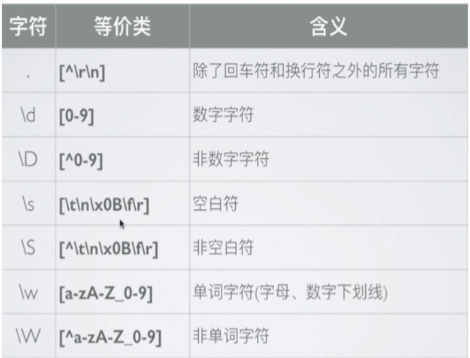 字符 等价类 含义
. [^\r\n] 除了回车符和换行符之外的所有字符
\d [0-9] 数字字符
\D [^0-9] 非数字字符
\s [\t\n\x0B\f\r] 空白符
\S [^\t\n\x0B\f\r] 非空白符
\w [a-zA-Z_0-9] 单词字符(字母、数字下划线)
\W [^a-zA-Z_0-9] 非单词字符